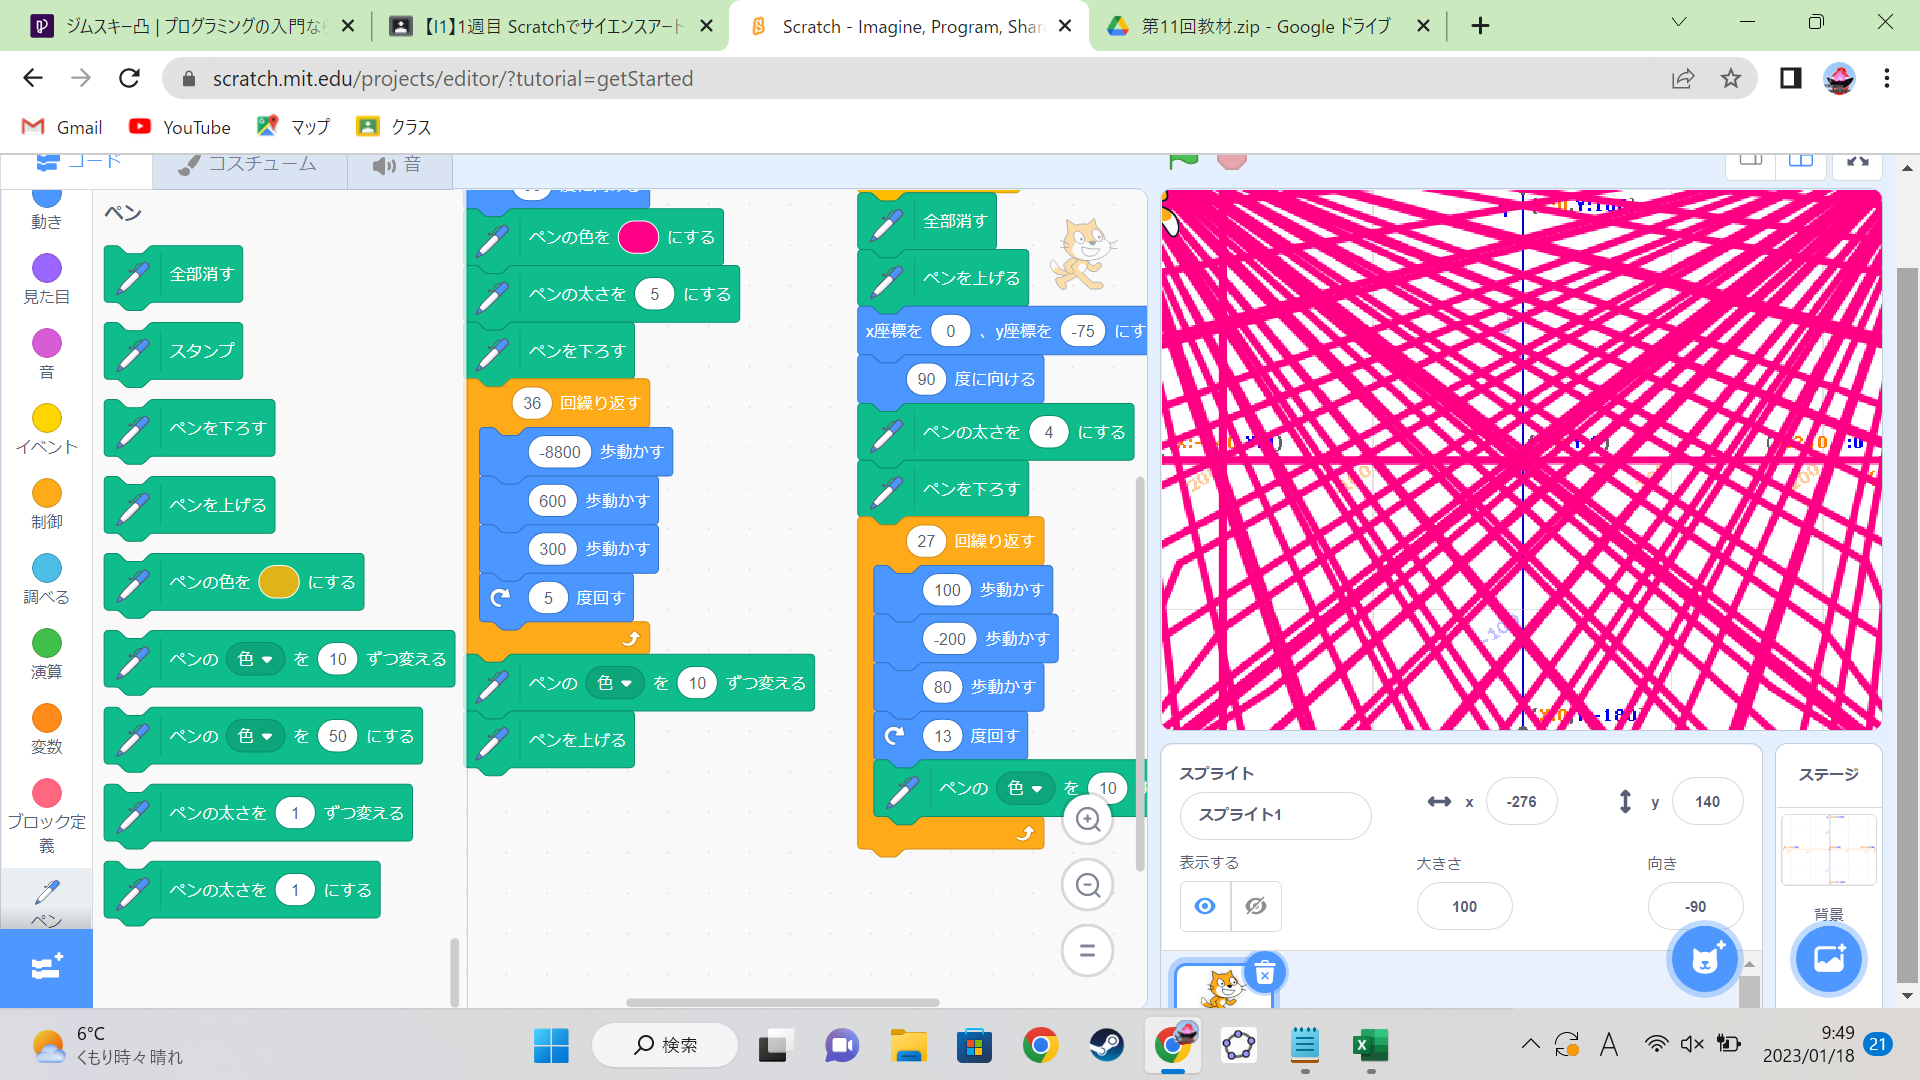 ジムスキー凸 | プログラミングの入門なら
【I1】1週目 Scratchでサイエンスアート
Scratch - Imagine, Program, Shar
第11回教材.zip - Google ドライブ
scratch.mit.edu/projects/editor/?tutorial=getStarted
Gmail
YouTube
マップ
クラス
コード
コスチューム
音
動き
見た目
音
イベント
制御
調べる
演算
変数
ブロック定
義
ペン
ペン
全部消す
スタンプ
ペンを下ろす
ペンを上げる
ペンの色を にする
ペンの 色 を 10 ずつ変える
ペンの 色 を 50 にする
ペンの太さを 1 ずつ変える
ペンの太さを 1 にする
度に向ける
ペンの色を にする
ペンの太さを 5 にする
ペンを下ろす
36 回繰り返す
-8800 歩動かす
600 歩動かす
300 歩動かす
5 度回す
ペンの 色 を 10 ずつ変える
ペンを上げる
全部消す
ペンを上げる
x座標を 0 、y座標を -75 にす
90 度に向ける
ペンの太さを 4 にする
ペンを下ろす
27 回繰り返す
100 歩動かす
-200 歩動かす
80 歩動かす
13 度回す
ペンの 色 を 10
スプライト
スプライト1
x -276
y 140
表示する
大きさ
100
向き
-90
ステージ
背景
6°C
くもり時々晴れ
検索
A
9:49
2023/01/18
21